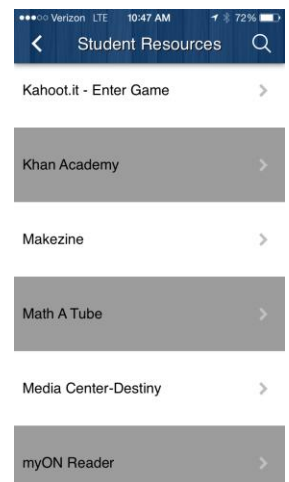 Verizon LTE 10:47 AM 72%
Student Resources
Kahoot.it - Enter Game
Khan Academy
Makezine
Math A Tube
Media Center-Destiny
myON Reader